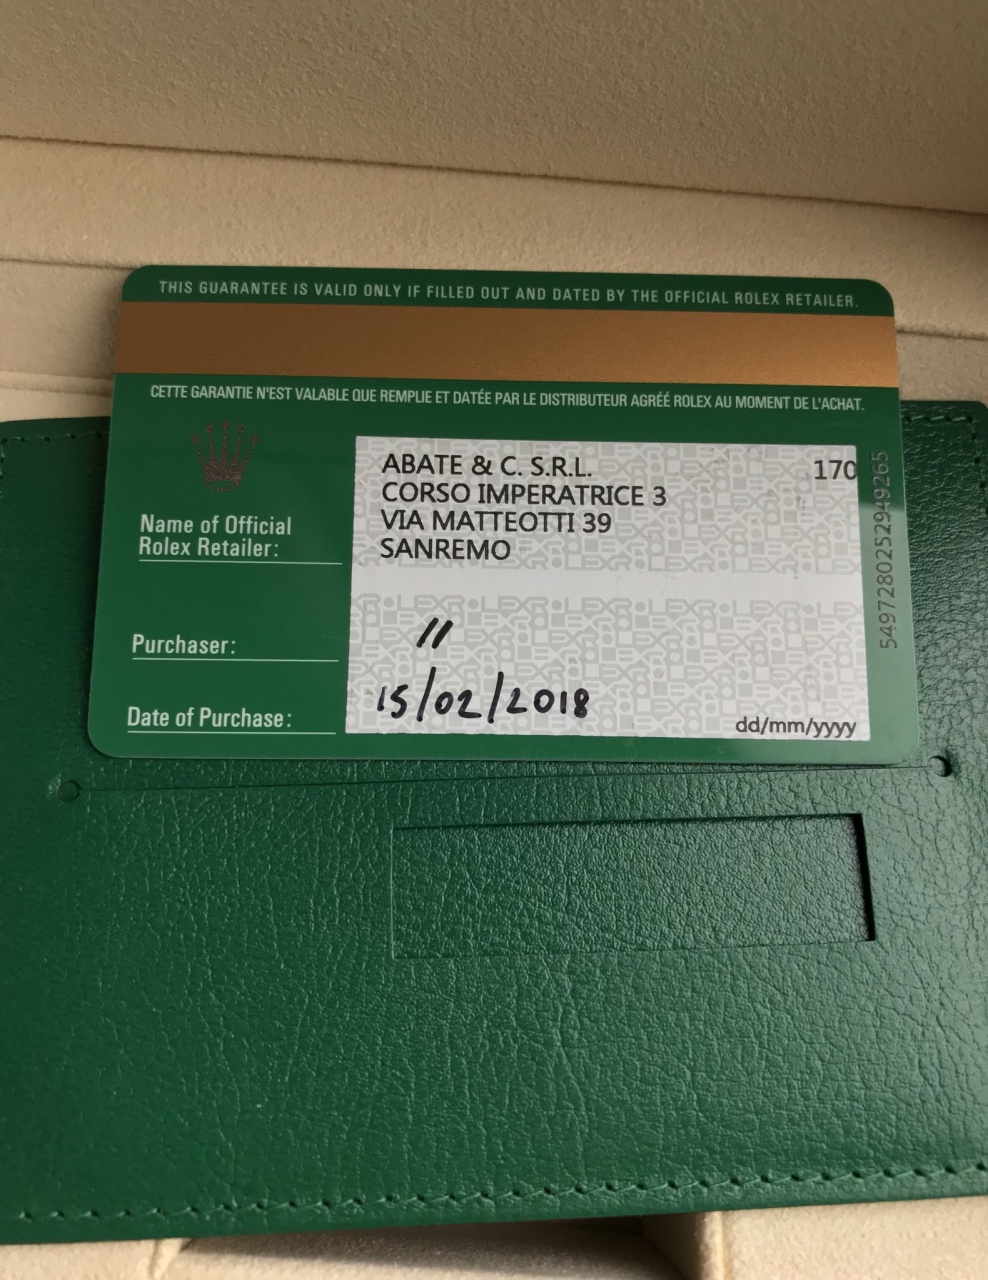 THIS GUARANTEE IS VALID ONLY IF FILLED OUT AND DATED BY THE OFFICIAL ROLEX RETAILER.
CETTE GARANTIE N'EST VALABLE QUE REMPLIE ET DATÉE PAR LE DISTRIBUTEUR AGRÉÉ ROLEX AU MOMENT DE L'ACHAT.
ABATE & C. S.R.L. 170
CORSO IMPERATRICE 3
VIA MATTEOTTI 39
SANREMO
Name of Official
Rolex Retailer:
Purchaser: //
Date of Purchase: 15/02/2018
dd/mm/yyyy
5497280252949265